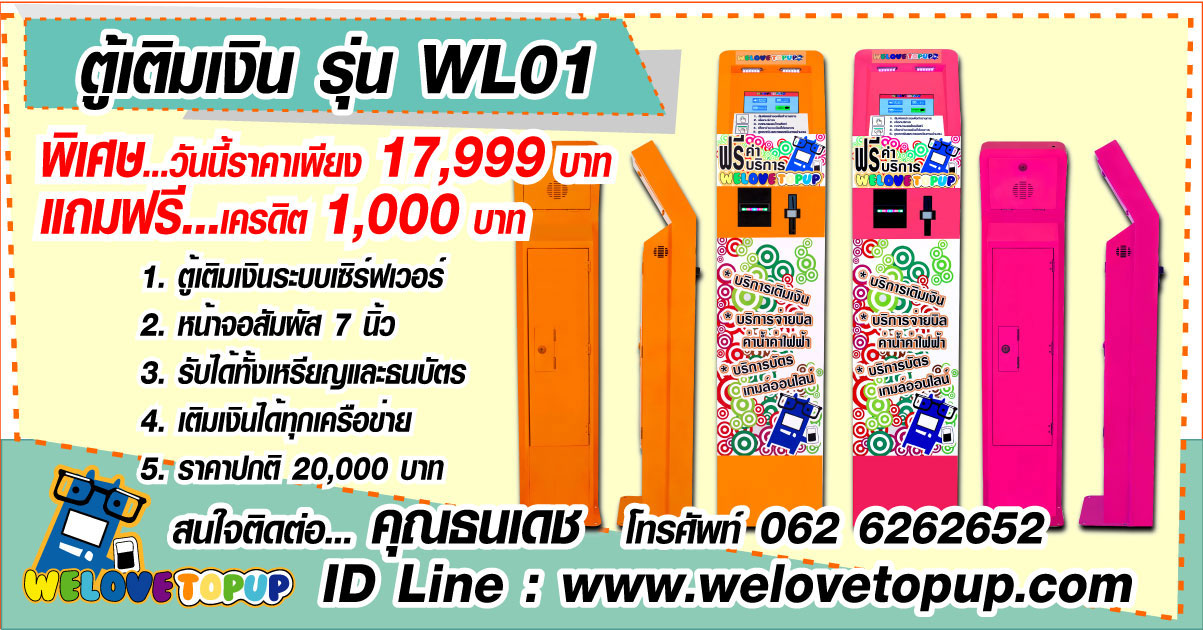 ตู้เติมเงิน รุ่น WL01
พิเศษ...วันนี้ราคาเพียง 17,999 บาท
แถมฟรี...เครดิต 1,000 บาท
1. ตู้เติมเงินระบบเซิร์ฟเวอร์
2. หน้าจอสัมผัส 7 นิ้ว
3. รับได้ทั้งเหรียญและธนบัตร
4. เติมเงินได้ทุกเครือข่าย
5. ราคาปกติ 20,000 บาท
WELOVETOPUP
ฟรีค่าบริการ
WELOVETOPUP
* บริการเติมเงิน
* บริการจ่ายบิล
ค่าน้ำค่าไฟฟ้า
* บริการบัตร
เกมส์ออนไลน์
WELOVETOPUP
ฟรีค่าบริการ
WELOVETOPUP
* บริการเติมเงิน
* บริการจ่ายบิล
ค่าน้ำค่าไฟฟ้า
* บริการบัตร
เกมส์ออนไลน์
สนใจติดต่อ... คุณธนเดช โทรศัพท์ 062 6262652
WELOVETOPUP
ID Line : www.welovetopup.com